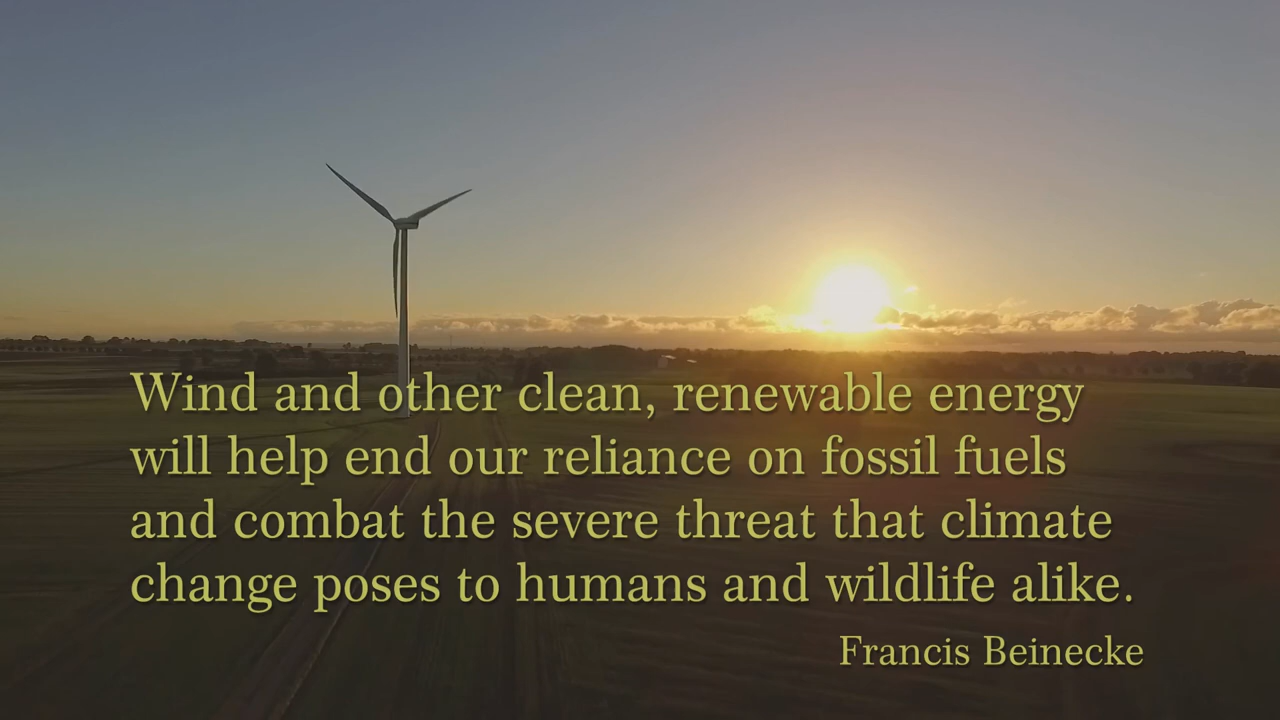 Wind and other clean, renewable energy
will help end our reliance on fossil fuels
and combat the severe threat that climate
change poses to humans and wildlife alike.
Francis Beinecke